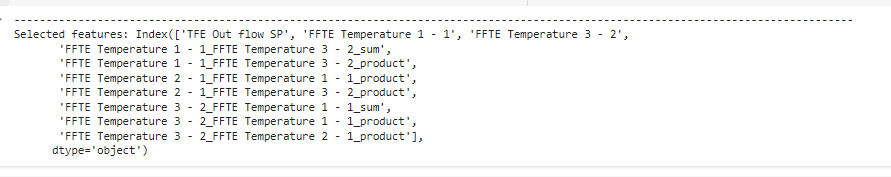 --------------------------------------------------------------------------------------------------------------------------
Selected features: Index(['TFE Out flow SP', 'FFTE Temperature 1 - 1', 'FFTE Temperature 3 - 2',
       'FFTE Temperature 1 - 1_FFTE Temperature 3 - 2_sum',
       'FFTE Temperature 1 - 1_FFTE Temperature 3 - 2_product',
       'FFTE Temperature 2 - 1_FFTE Temperature 1 - 1_product',
       'FFTE Temperature 2 - 1_FFTE Temperature 3 - 2_product',
       'FFTE Temperature 3 - 2_FFTE Temperature 1 - 1_sum',
       'FFTE Temperature 3 - 2_FFTE Temperature 1 - 1_product',
       'FFTE Temperature 3 - 2_FFTE Temperature 2 - 1_product'],
      dtype='object')